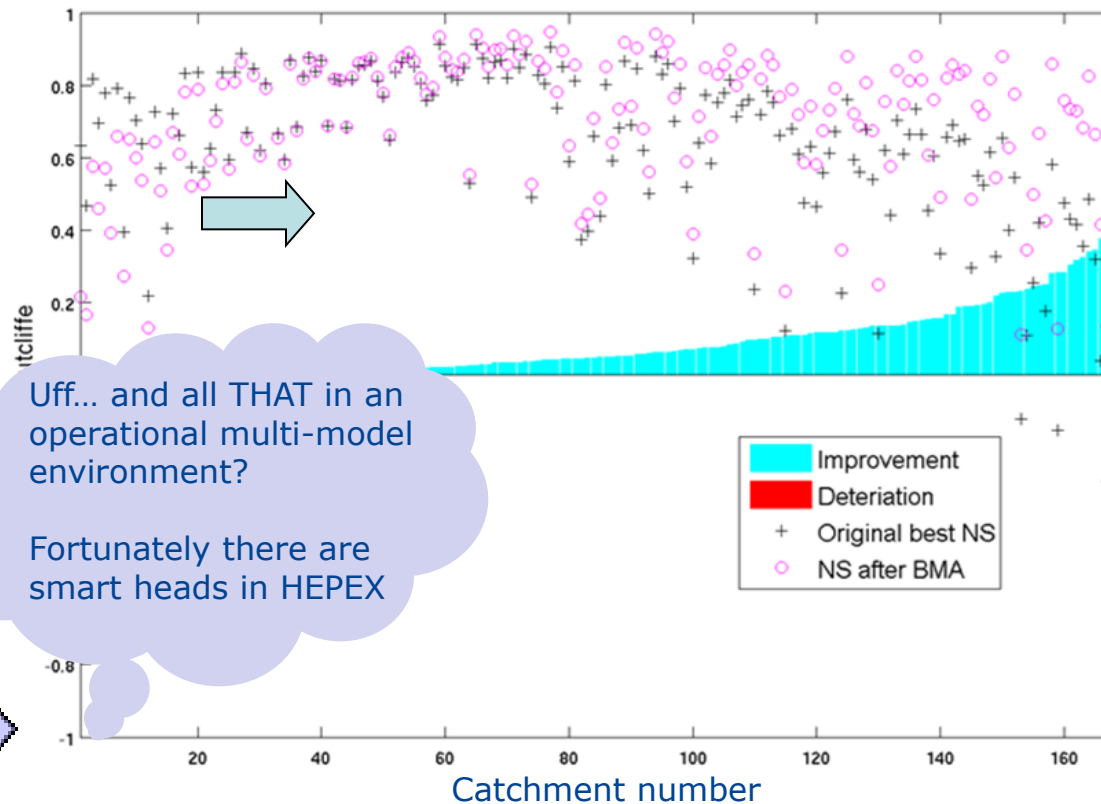 1
0.8
0.6
0.4
0.2
utcliffe
Uff... and all THAT in an
operational multi-model
environment?
Fortunately there are
smart heads in HEPEX
Improvement
Deteriation
Original best NS
NS after BMA
-0.8
-1
20 40 60 80 100 120 140 160
Catchment number